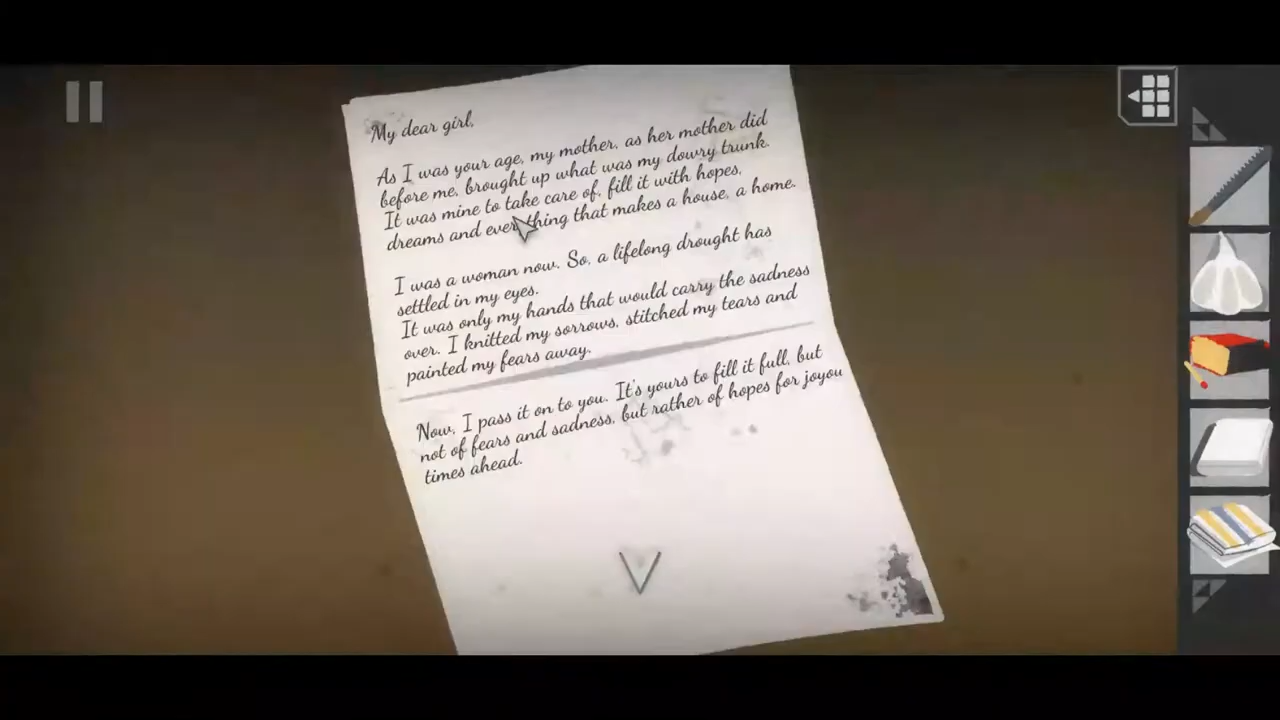 My dear girl,
As I was your age, my mother, as her mother did
before me, brought up what was my dowry trunk.
It was mine to take care of, fill it with hopes,
dreams and everything that makes a house, a home.
I was a woman now. So, a lifelong drought has
settled in my eyes.
It was only my hands that would carry the sadness
over. I knitted my sorrows, stitched my tears and
painted my fears away.
Now, I pass it on to you. It's yours to fill it full, but
not of fears and sadness, but rather of hopes for joyou
times ahead.